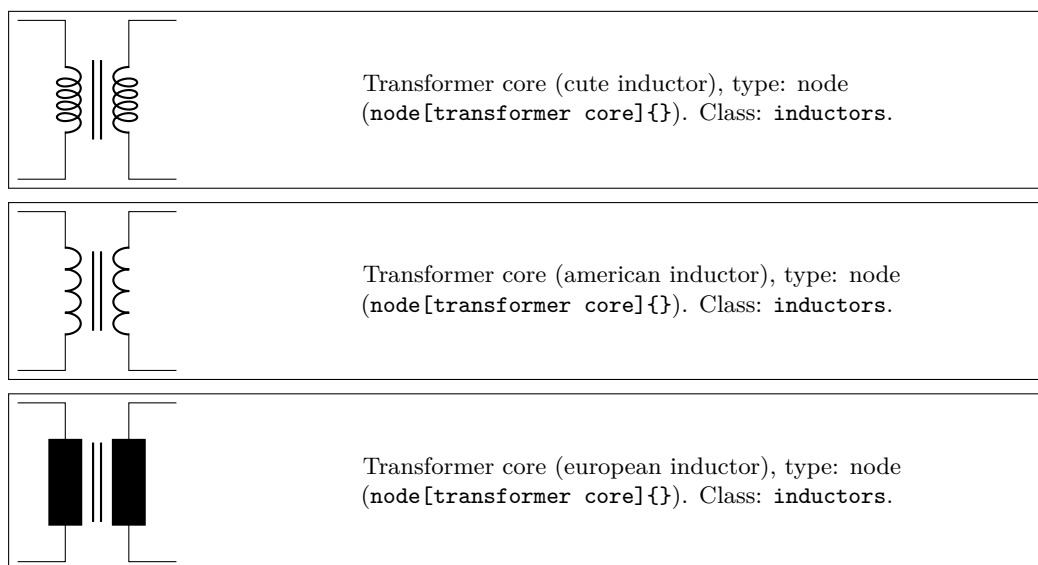 Transformer core (cute inductor), type: node
(node[transformer core]{}). Class: inductors.
Transformer core (american inductor), type: node
(node[transformer core]{}). Class: inductors.
Transformer core (european inductor), type: node
(node[transformer core]{}). Class: inductors.